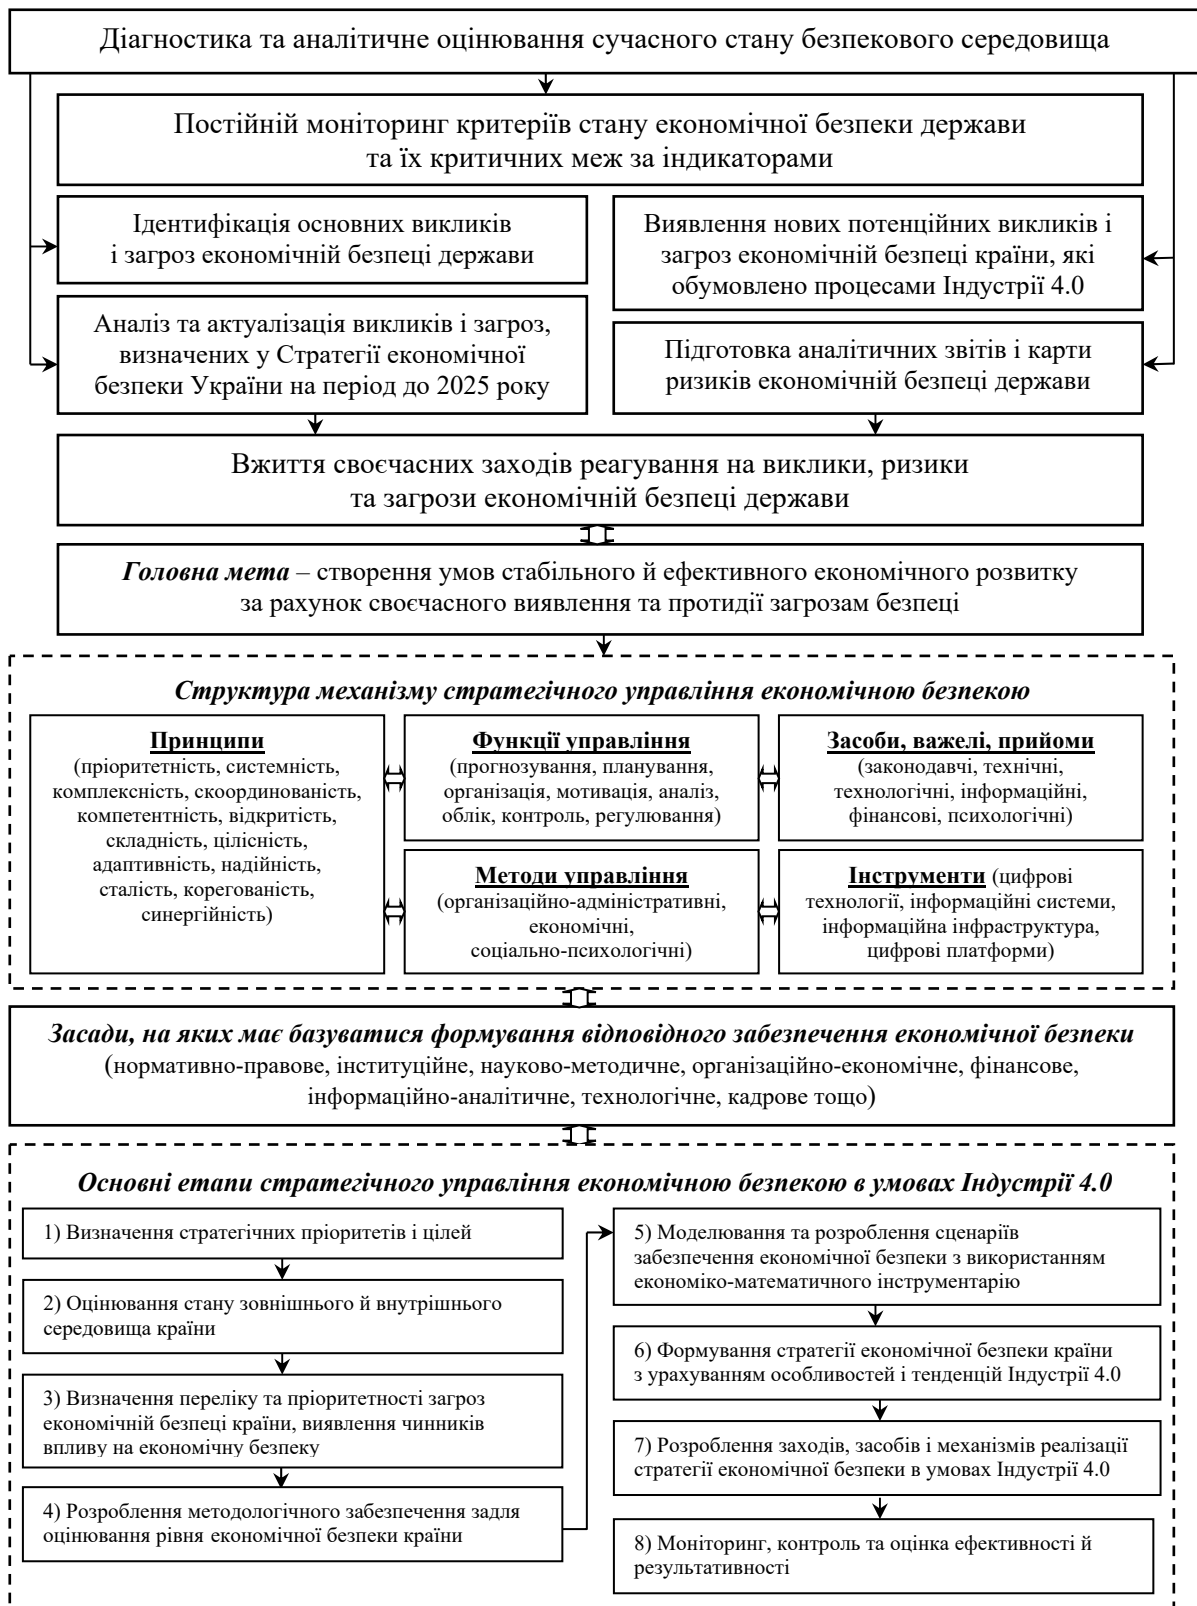 Діагностика та аналітичне оцінювання сучасного стану безпекового середовища
Постійній моніторинг критеріїв стану економічної безпеки держави
та їх критичних меж за індикаторами
Ідентифікація основних викликів
і загроз економічній безпеці держави
Виявлення нових потенційних викликів і
загроз економічній безпеці країни, які
обумовлено процесами Індустрії 4.0
Аналіз та актуалізація викликів і загроз,
визначених у Стратегії економічної
безпеки України на період до 2025 року
Підготовка аналітичних звітів і карти
ризиків економічній безпеці держави
Вжиття своєчасних заходів реагування на виклики, ризики
та загрози економічній безпеці держави
Головна мета – створення умов стабільного й ефективного економічного розвитку
за рахунок своєчасного виявлення та протидії загрозам безпеці
Структура механізму стратегічного управління економічною безпекою
Принципи
(пріоритетність, системність,
комплексність, скоординованість,
компетентність, відкритість,
складність, цілісність,
адаптивність, надійність,
сталість, корегованість,
синергійність)
Функції управління
(прогнозування, планування,
організація, мотивація, аналіз,
облік, контроль, регулювання)
Засоби, важелі, прийоми
(законодавчі, технічні,
технологічні, інформаційні,
фінансові, психологічні)
Методи управління
(організаційно-адміністративні,
економічні,
соціально-психологічні)
Інструменти (цифрові
технології, інформаційні системи,
інформаційна інфраструктура,
цифрові платформи)
Засади, на яких має базуватися формування відповідного забезпечення економічної безпеки
(нормативно-правове, інституційне, науково-методичне, організаційно-економічне, фінансове,
інформаційно-аналітичне, технологічне, кадрове тощо)
Основні етапи стратегічного управління економічною безпекою в умовах Індустрії 4.0
1) Визначення стратегічних пріоритетів і цілей
2) Оцінювання стану зовнішнього й внутрішнього
середовища країни
3) Визначення переліку та пріоритетності загроз
економічній безпеці країни, виявлення чинників
впливу на економічну безпеку
4) Розроблення методологічного забезпечення задля
оцінювання рівня економічної безпеки країни
5) Моделювання та розроблення сценаріїв
забезпечення економічної безпеки з використанням
економіко-математичного інструментарію
6) Формування стратегії економічної безпеки країни
з урахуванням особливостей і тенденцій Індустрії 4.0
7) Розроблення заходів, засобів і механізмів реалізації
стратегії економічної безпеки в умовах Індустрії 4.0
8) Моніторинг, контроль та оцінка ефективності й
результативності